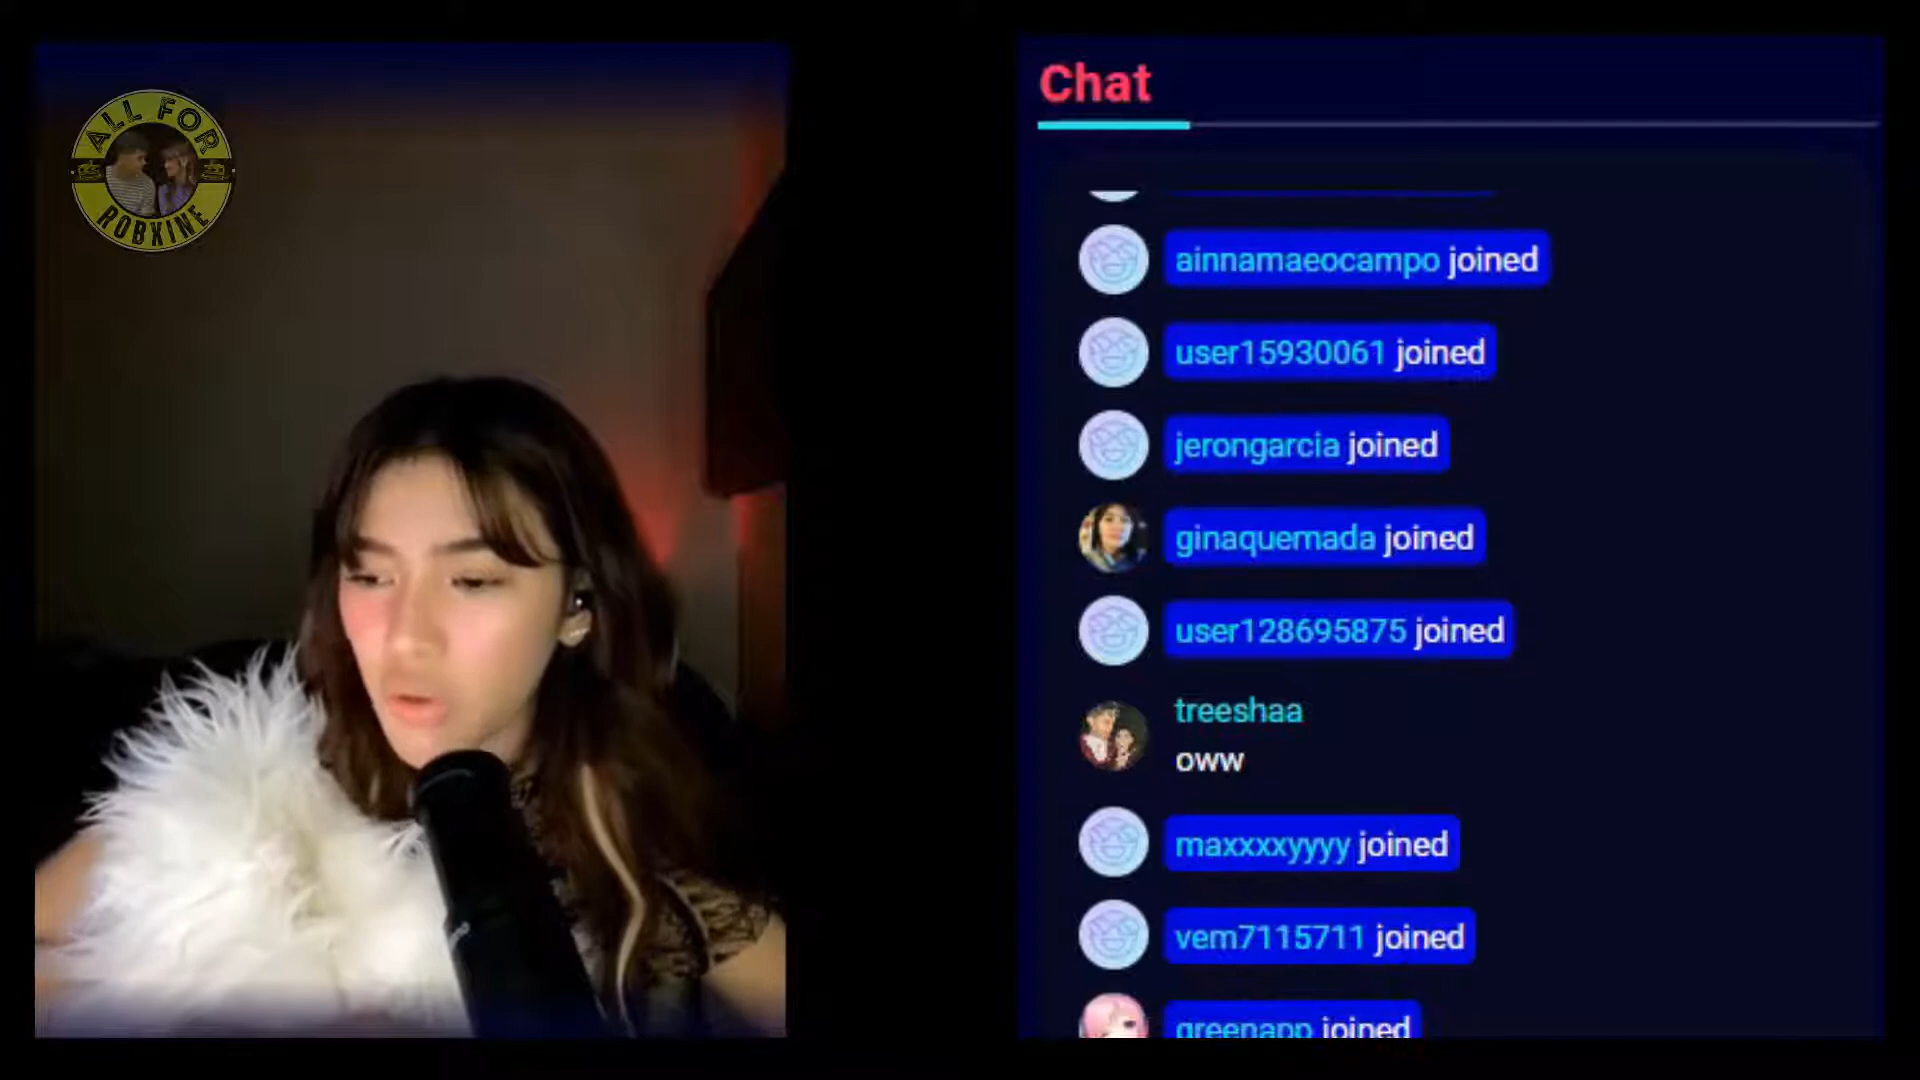 ALL FOR
ROBXINE
Chat
ainnamaeocampo joined
user15930061 joined
jerongarcia joined
ginaquemada joined
user128695875 joined
treeshaa
oww
maxxxxyyyy joined
vem7115711 joined
greenapp joined